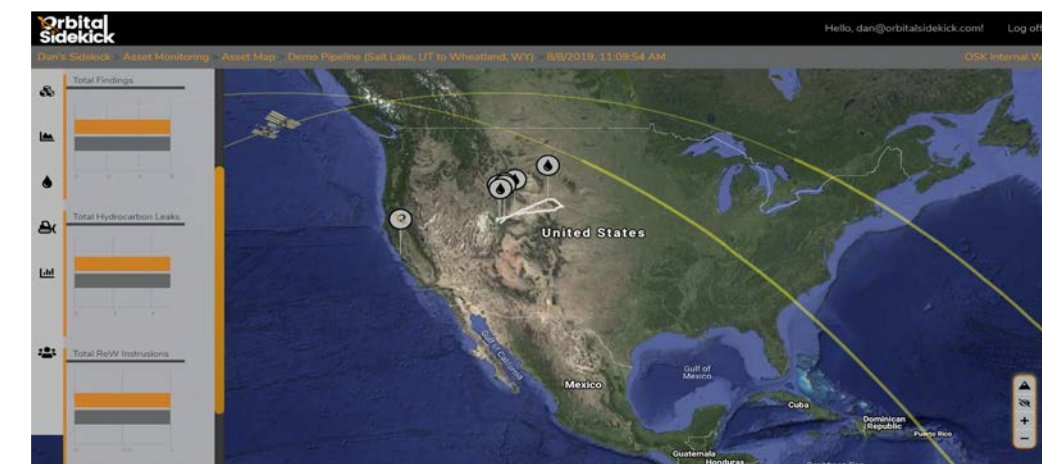 Orbital
Sidekick
Hello, dan@orbitalsidekick.com!
Log off
Dan's Sidekick
Asset Monitoring
Asset Map
Demo Pipeline (Salt Lake, UT to Wheatland, WY)
8/8/2019, 11:09:54 AM
OSK Internal W
Total Findings
Total Hydrocarbon Leaks
Total RoW Instrusions
United States
Gulf of California
Mexico
Gulf of
Mexico
Cuba
Dominican
Republic
Puerto Rico
Guatemala
Honduras